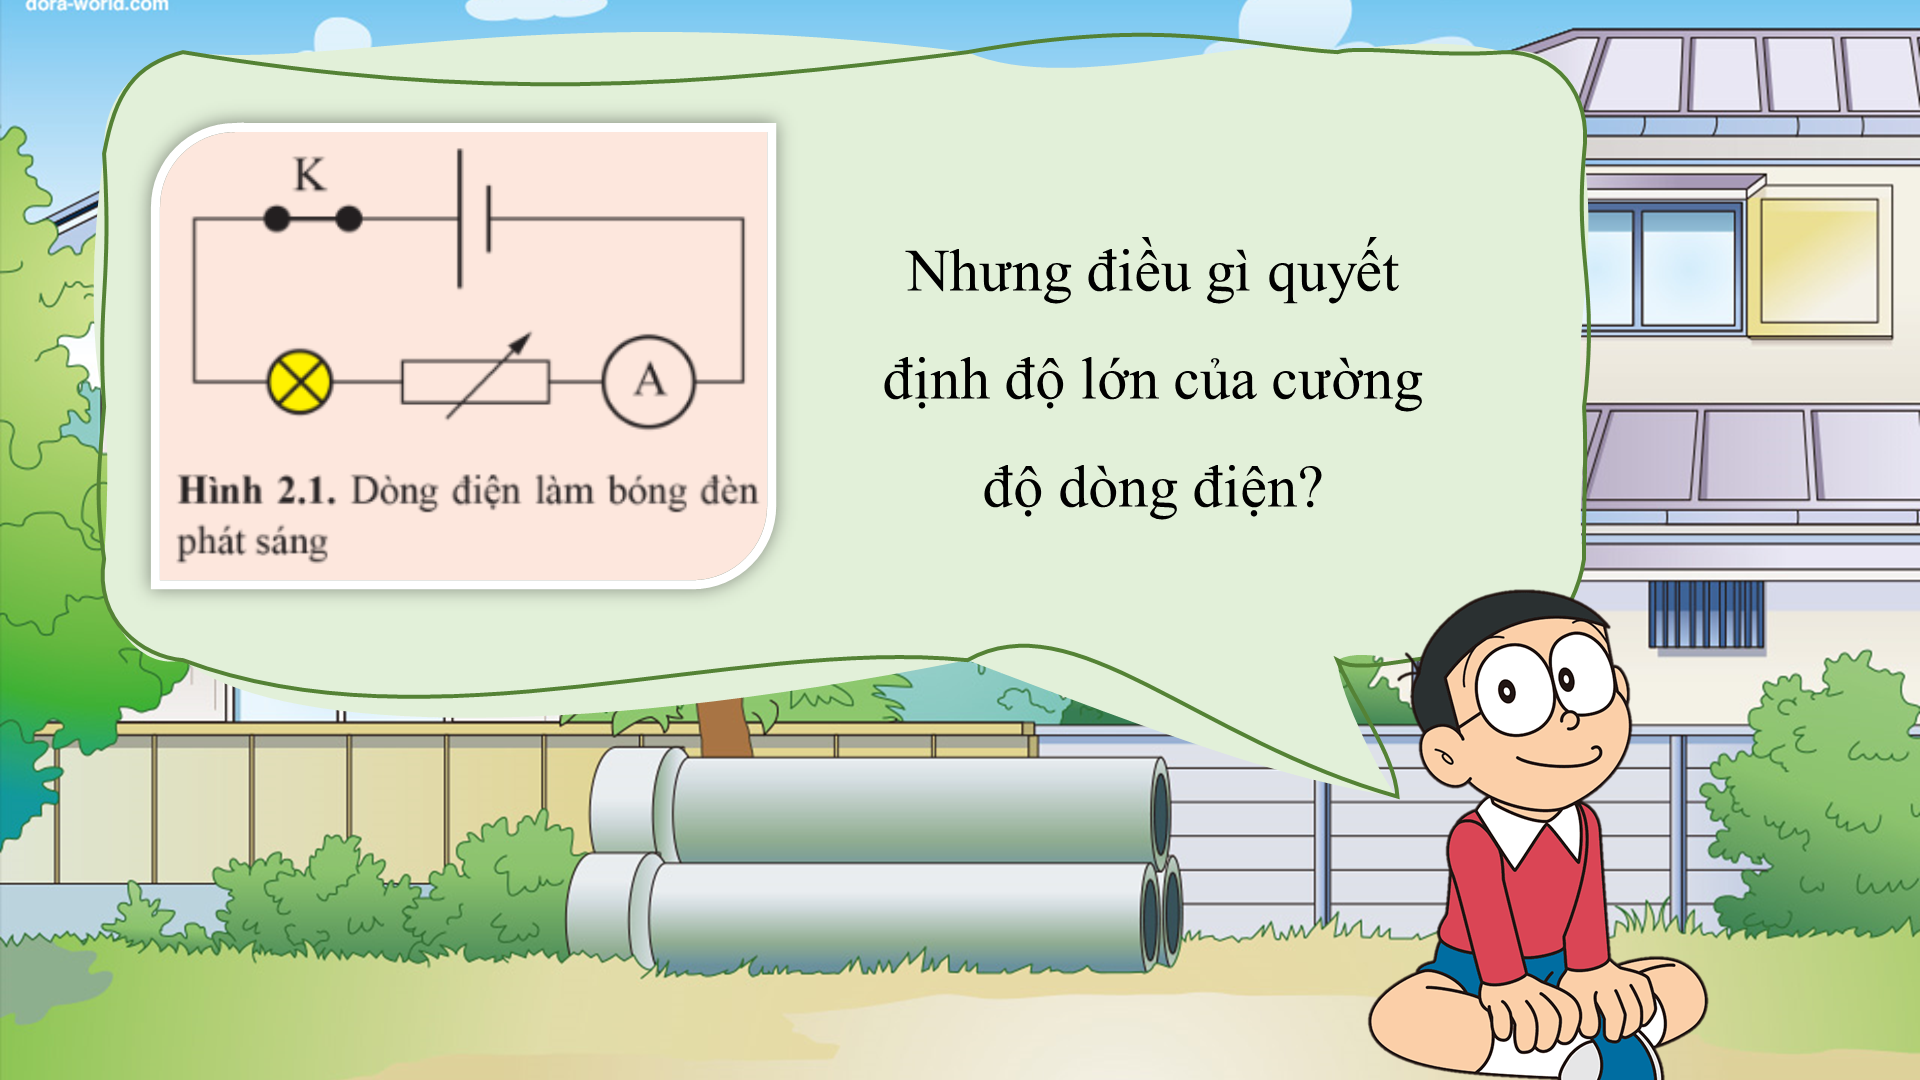 dora-world.com
K
A
Hình 2.1. Dòng điện làm bóng đèn
phát sáng
Nhưng điều gì quyết
định độ lớn của cường
độ dòng điện?